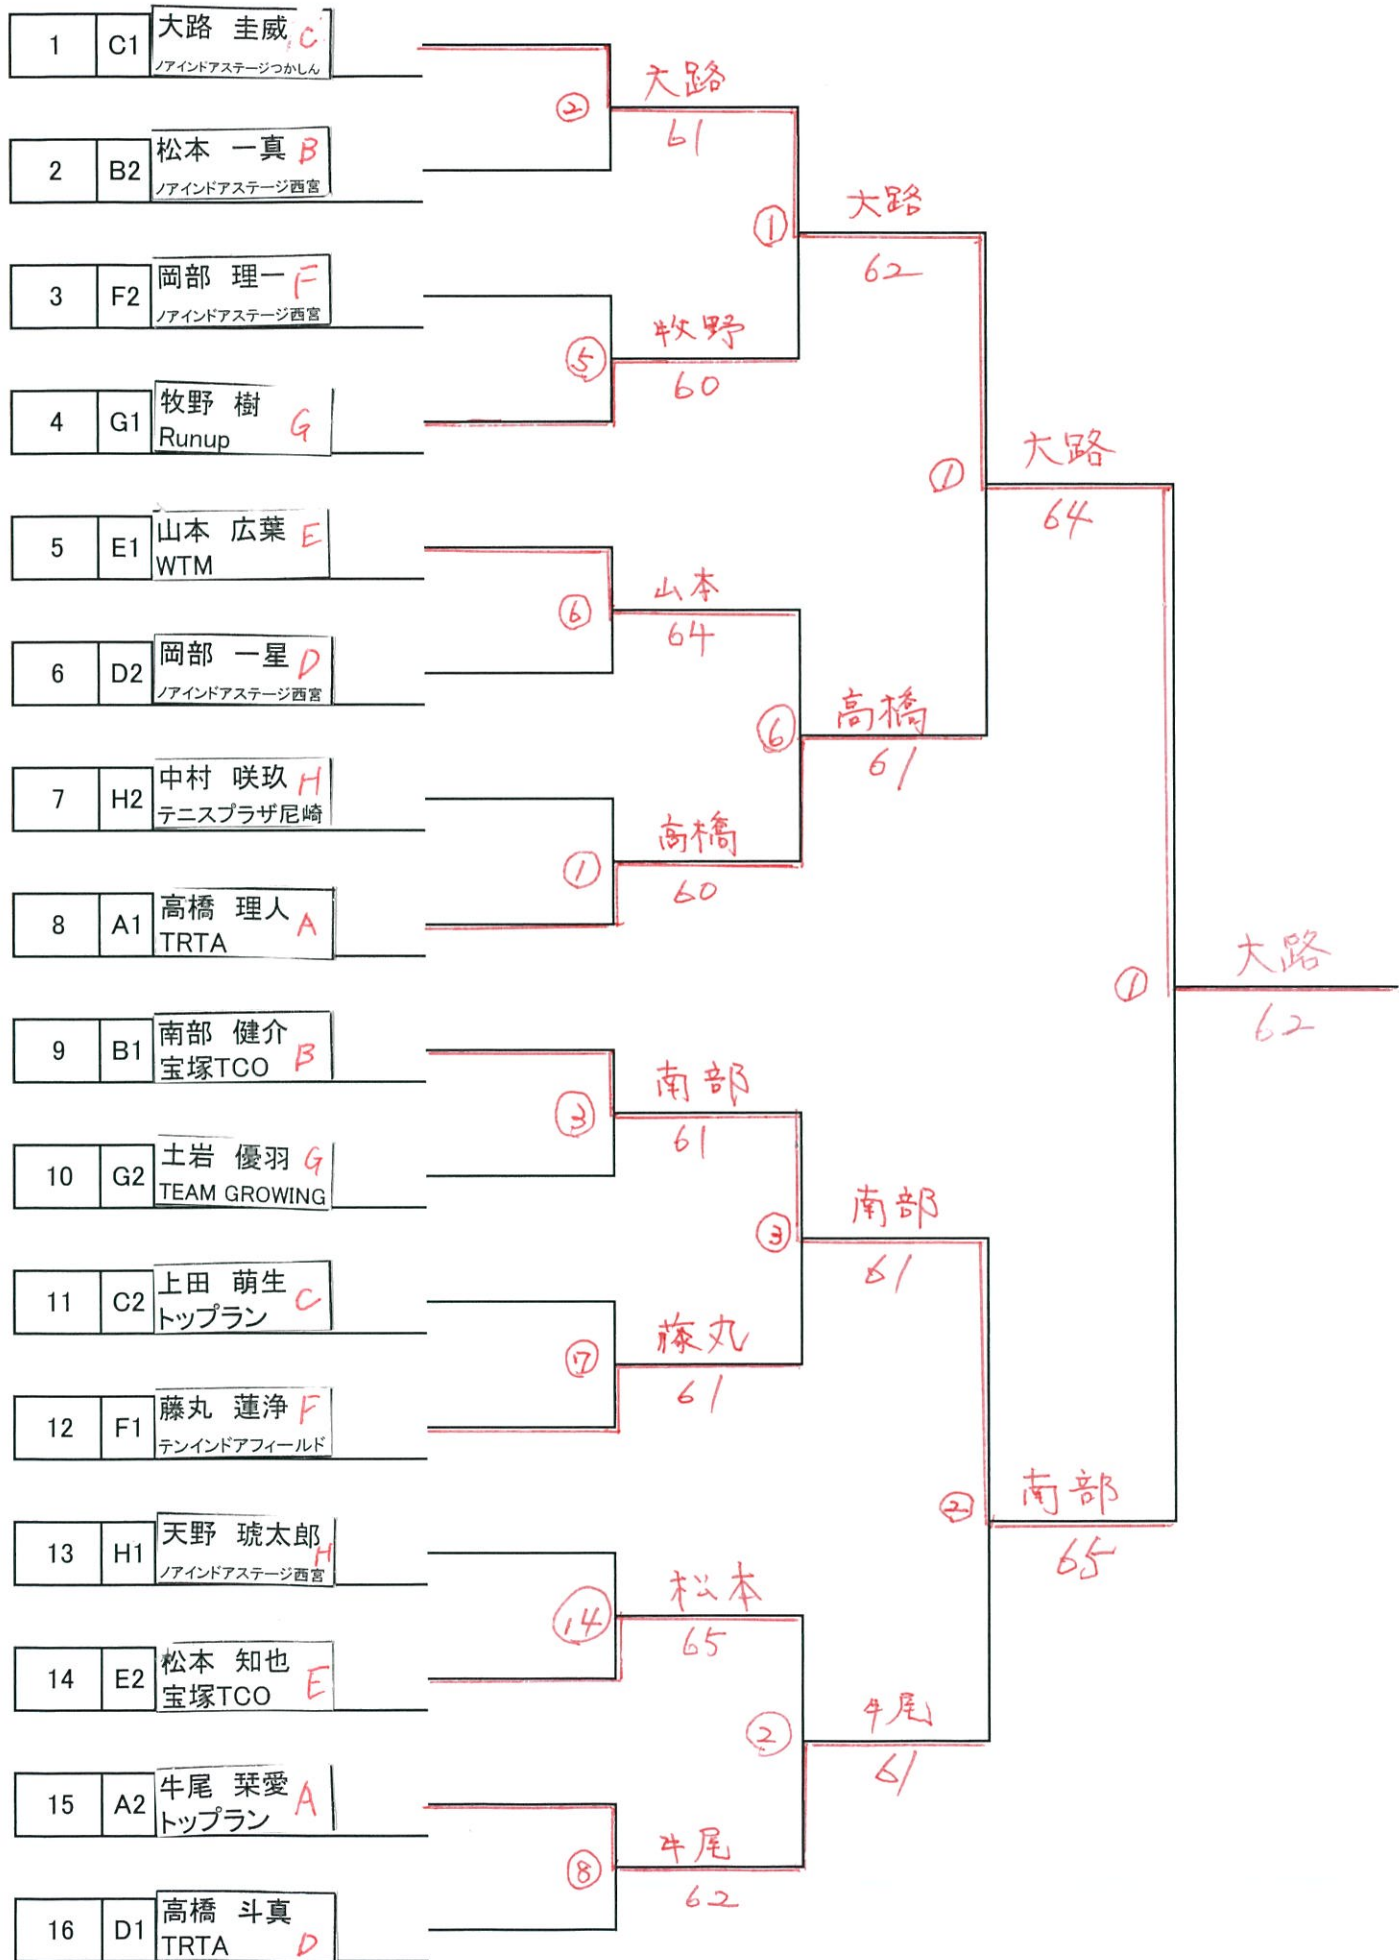 1 C1 大路 圭威 C
ノアインドアステージつかしん
2 B2 松本 一真 B
ノアインドアステージ西宮
3 F2 岡部 理一 F
ノアインドアステージ西宮
4 G1 牧野 樹 G
Runup
5 E1 山本 広葉 E
WTM
6 D2 岡部 一星 D
ノアインドアステージ西宮
7 H2 中村 咲玖 H
テニスプラザ尼崎
8 A1 高橋 理人 A
TRTA
9 B1 南部 健介 B
宝塚TCO
10 G2 土岩 優羽 G
TEAM GROWING
11 C2 上田 萌生 C
トップラン
12 F1 藤丸 蓮浄 F
テンインドアフィールド
13 H1 天野 琥太郎 H
ノアインドアステージ西宮
14 E2 松本 知也 E
宝塚TCO
15 A2 牛尾 栞愛 A
トップラン
16 D1 高橋 斗真 D
TRTA
② 大路
61
⑤ 牧野
60
⑥ 山本
64
① 高橋
60
③ 南部
61
⑦ 藤丸
61
⑭ 松本
65
⑧ 牛尾
62
① 大路
62
⑥ 高橋
61
③ 南部
61
② 牛尾
61
① 大路
64
② 南部
65
① 大路
62